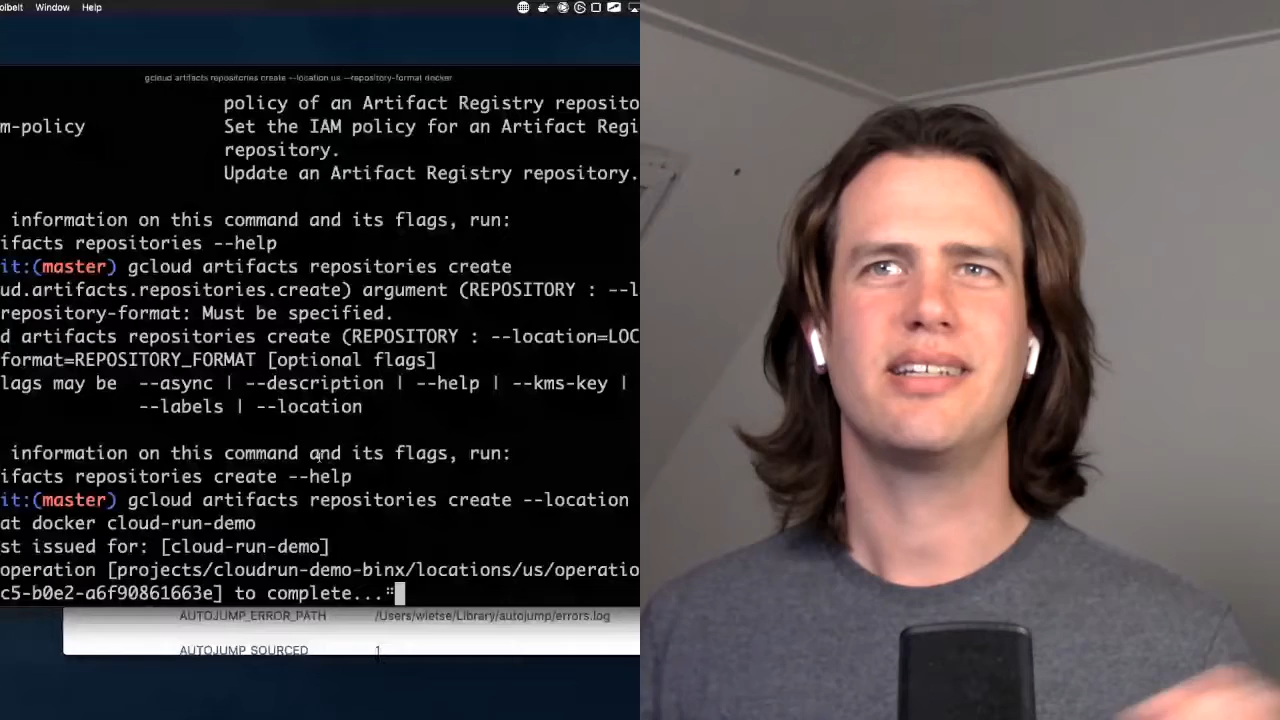 olbelt Window Help
gcloud artifacts repositories create --location us --repository-format docker
policy of an Artifact Registry reposito
m-policy Set the IAM policy for an Artifact Regi
repository.
Update an Artifact Registry repository.
information on this command and its flags, run:
ifacts repositories --help
it:(master) gcloud artifacts repositories create
ud.artifacts.repositories.create) argument (REPOSITORY : --l
repository-format: Must be specified.
d artifacts repositories create (REPOSITORY : --location=LOC
format=REPOSITORY_FORMAT [optional flags]
lags may be --async | --description | --help | --kms-key |
--labels | --location
information on this command and its flags, run:
ifacts repositories create --help
it:(master) gcloud artifacts repositories create --location
at docker cloud-run-demo
st issued for: [cloud-run-demo]
operation [projects/cloudrun-demo-binx/locations/us/operatio
c5-b0e2-a6f90861663e] to complete...
AUTOJUMP_ERROR_PATH /Users/wietse/Library/autojump/errors.log
AUTOJUMP_SOURCED 1